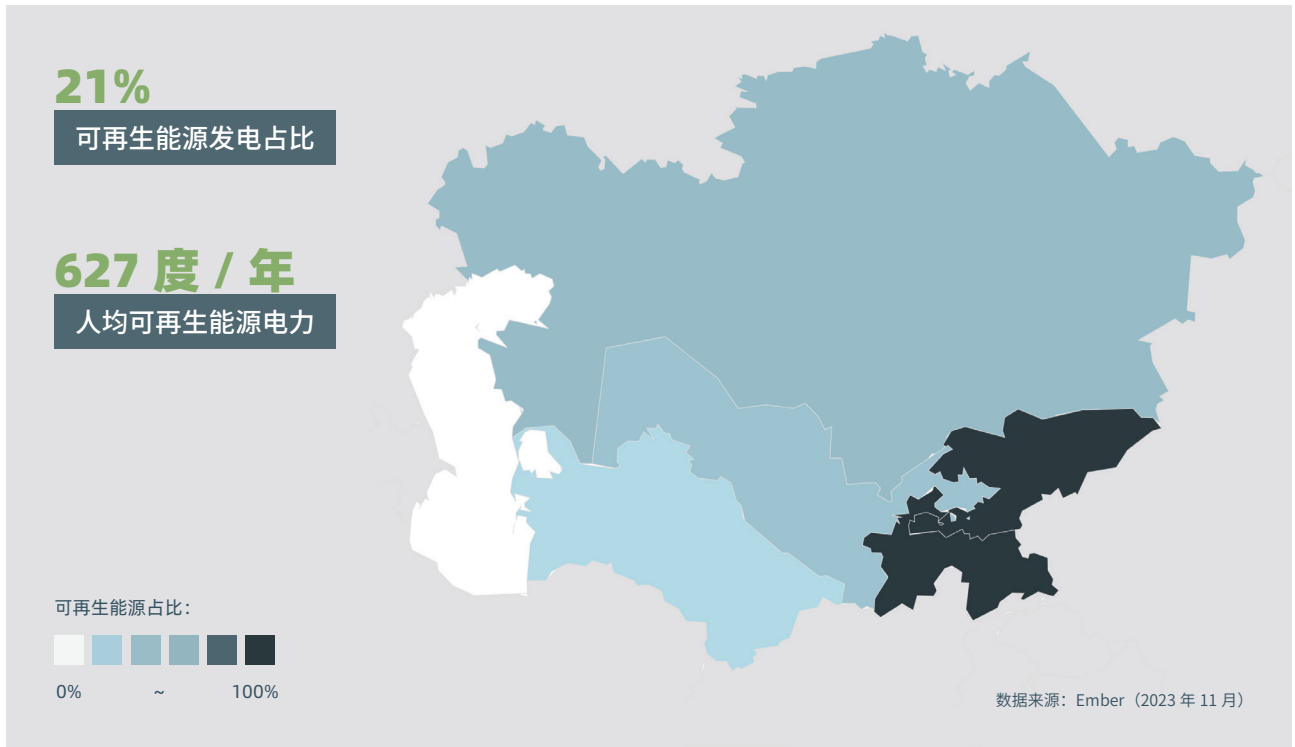 21%
可再生能源发电占比
627 度 / 年
人均可再生能源电力
可再生能源占比：
0% ~ 100%
数据来源：Ember（2023 年 11 月）